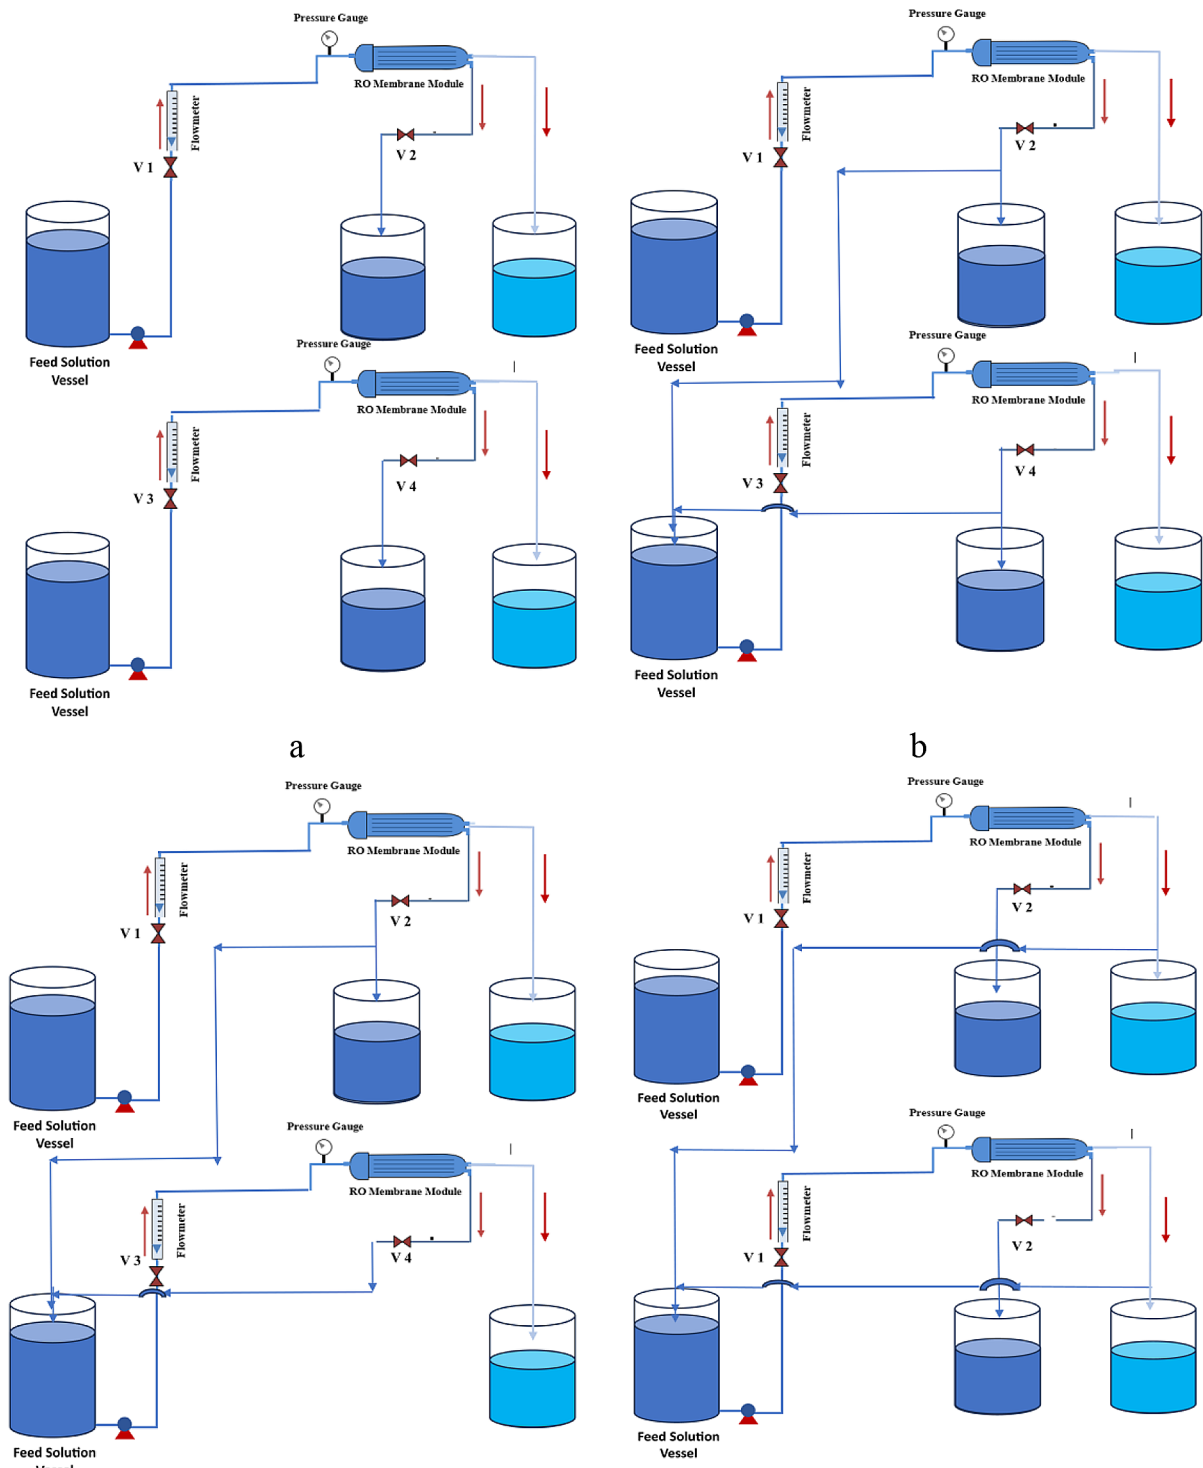 Pressure Gauge
RO Membrane Module
Flowmeter
V 1
V 2
Feed Solution
Vessel
Pressure Gauge
RO Membrane Module
Flowmeter
V 3
V 4
Feed Solution
Vessel
a
Pressure Gauge
RO Membrane Module
Flowmeter
V 1
V 2
Feed Solution
Vessel
Pressure Gauge
RO Membrane Module
Flowmeter
V 3
V 4
Feed Solution
Vessel
b
Pressure Gauge
RO Membrane Module
Flowmeter
V 1
V 2
Feed Solution
Vessel
Pressure Gauge
RO Membrane Module
Flowmeter
V 3
V 4
Feed Solution
Vessel
Pressure Gauge
RO Membrane Module
Flowmeter
V 1
V 2
Feed Solution
Vessel
Pressure Gauge
RO Membrane Module
Flowmeter
V 1
V 2
Feed Solution
Vessel